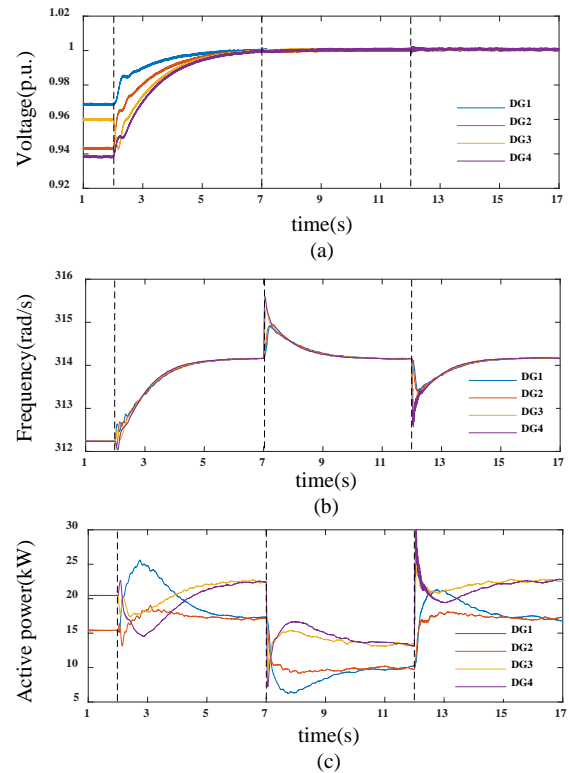 1.04
1
0.98
0.96
0.94
0.92
Voltage(p.u.)
DG1
DG2
DG3
DG4
1 3 5 7 9 11 13 15 17
time(s)
(a)
316
315
314
313
312
Frequency(rad/s)
DG1
DG2
DG3
DG4
1 3 5 7 9 11 13 15 17
time(s)
(b)
30
25
20
15
10
5
Active power(kW)
DG1
DG2
DG3
DG4
1 3 5 7 9 11 13 15 17
time(s)
(c)